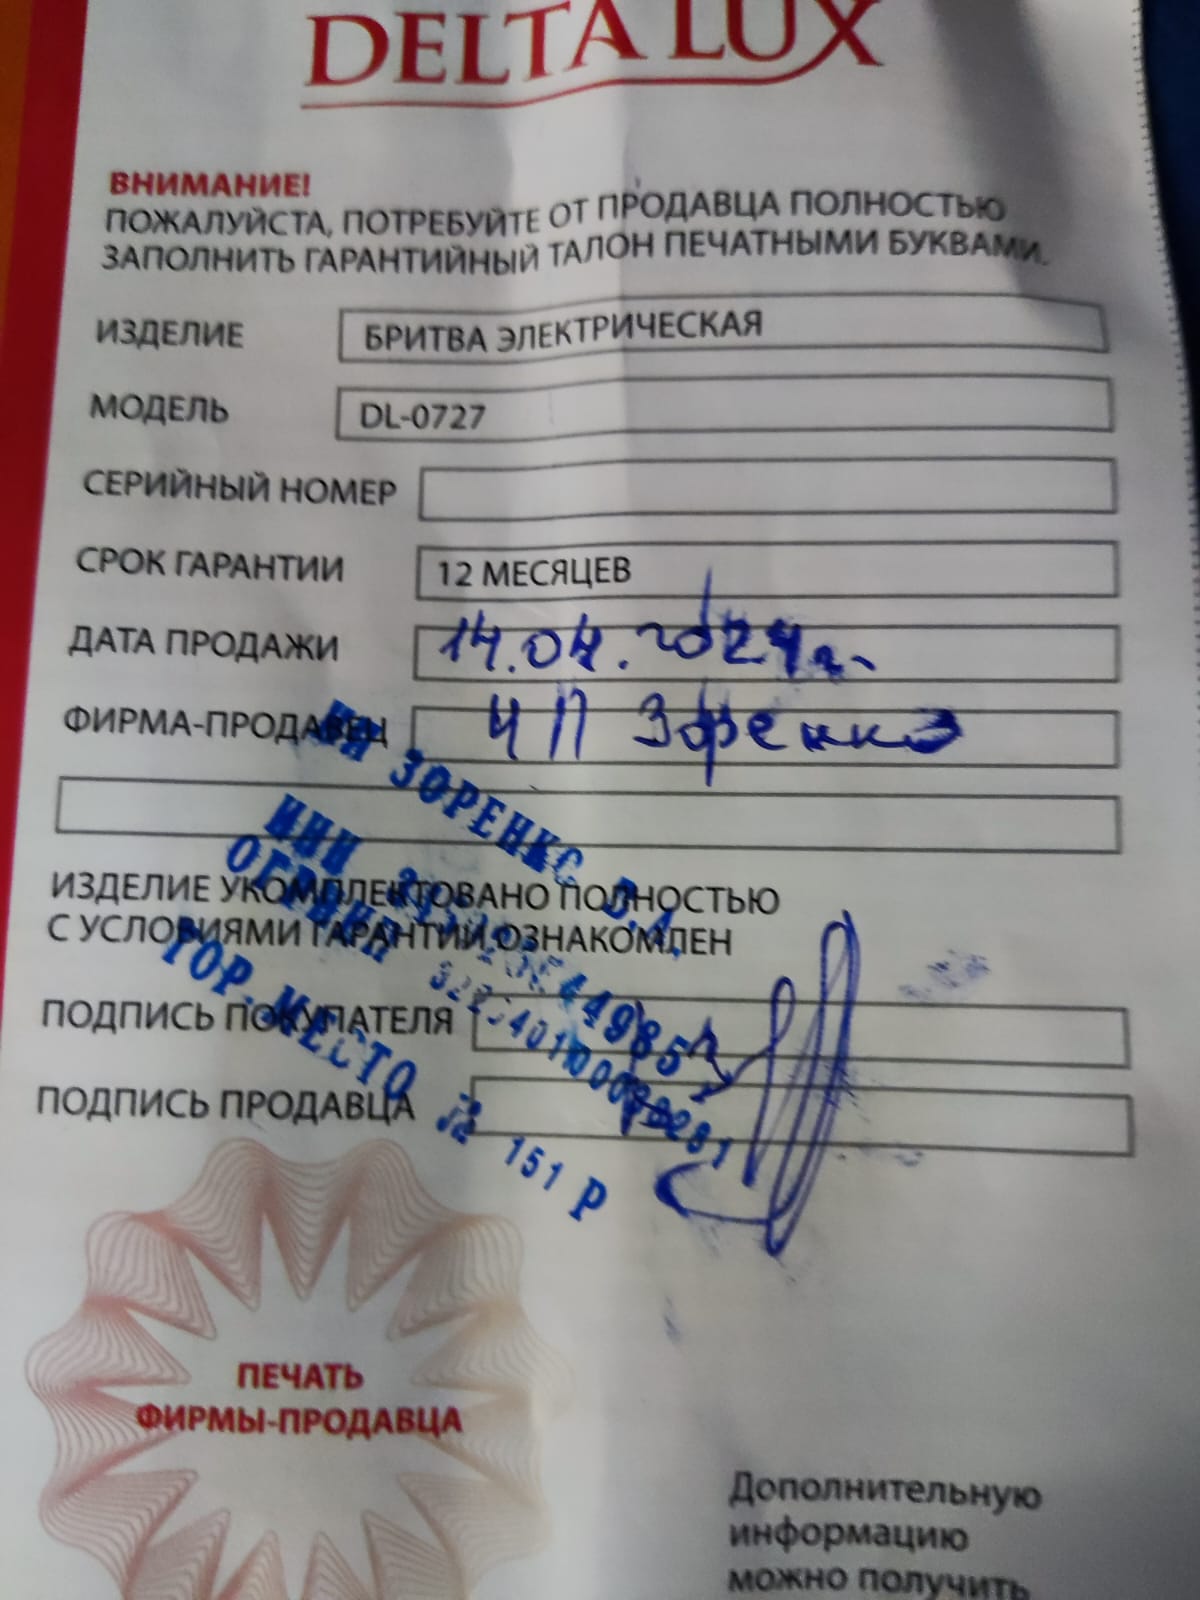 DELTA LUX
ВНИМАНИЕ!
ПОЖАЛУЙСТА, ПОТРЕБУЙТЕ ОТ ПРОДАВЦА ПОЛНОСТЬЮ
ЗАПОЛНИТЬ ГАРАНТИЙНЫЙ ТАЛОН ПЕЧАТНЫМИ БУКВАМИ.
ИЗДЕЛИЕ БРИТВА ЭЛЕКТРИЧЕСКАЯ
МОДЕЛЬ DL-0727
СЕРИЙНЫЙ НОМЕР
СРОК ГАРАНТИИ 12 МЕСЯЦЕВ
ДАТА ПРОДАЖИ 14.04.2024г.
ФИРМА-ПРОДАВЕЦ ЧП Зоренко
ЗОРЕНКО
ИНН
ИЗДЕЛИЕ УКОМПЛЕКТОВАНО ПОЛНОСТЬЮ
С УСЛОВИЯМИ ГАРАНТИИ ОЗНАКОМЛЕН
ПОДПИСЬ ПОКУПАТЕЛЯ
ПОДПИСЬ ПРОДАВЦА
ТОР.МЕСТО № 151 Р
ПЕЧАТЬ
ФИРМЫ-ПРОДАВЦА
Дополнительную
информацию
можно получить